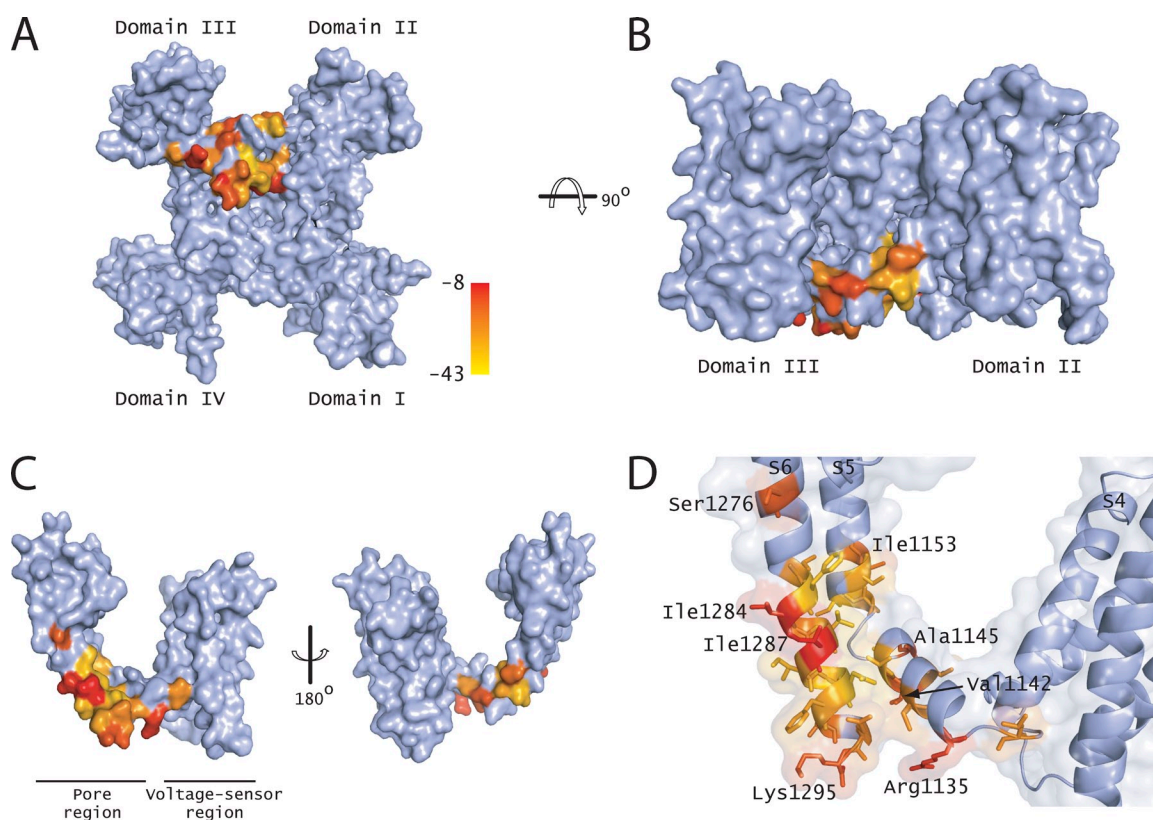 A
Domain III
Domain II
-8
-43
Domain IV
Domain I
90°
B
Domain III
Domain II
C
180°
Pore
region
Voltage-sensor
region
D
S6
S5
S4
Ser1276
Ile1153
Ile1284
Ile1287
Ala1145
Val1142
Lys1295
Arg1135